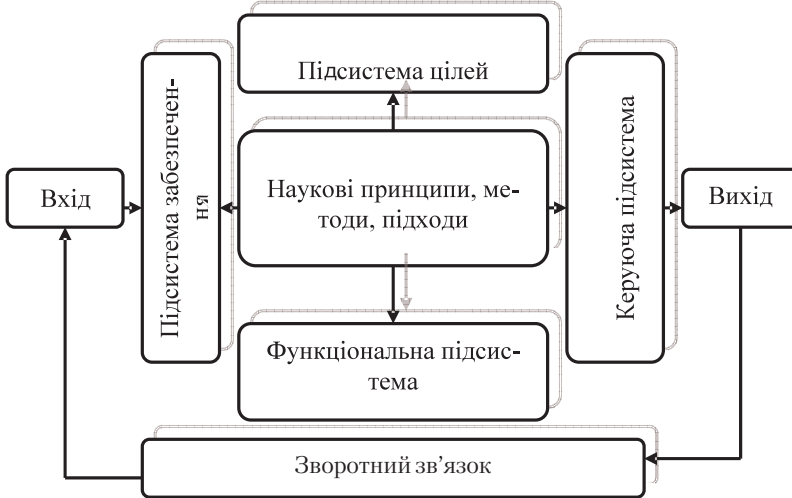 Підсистема цілей
Вхід
Підсистема забезпечен-
ня
Наукові принципи, ме-
тоди, підходи
Керуюча підсистема
Вихід
Функціональна підсис-
тема
Зворотний зв’язок